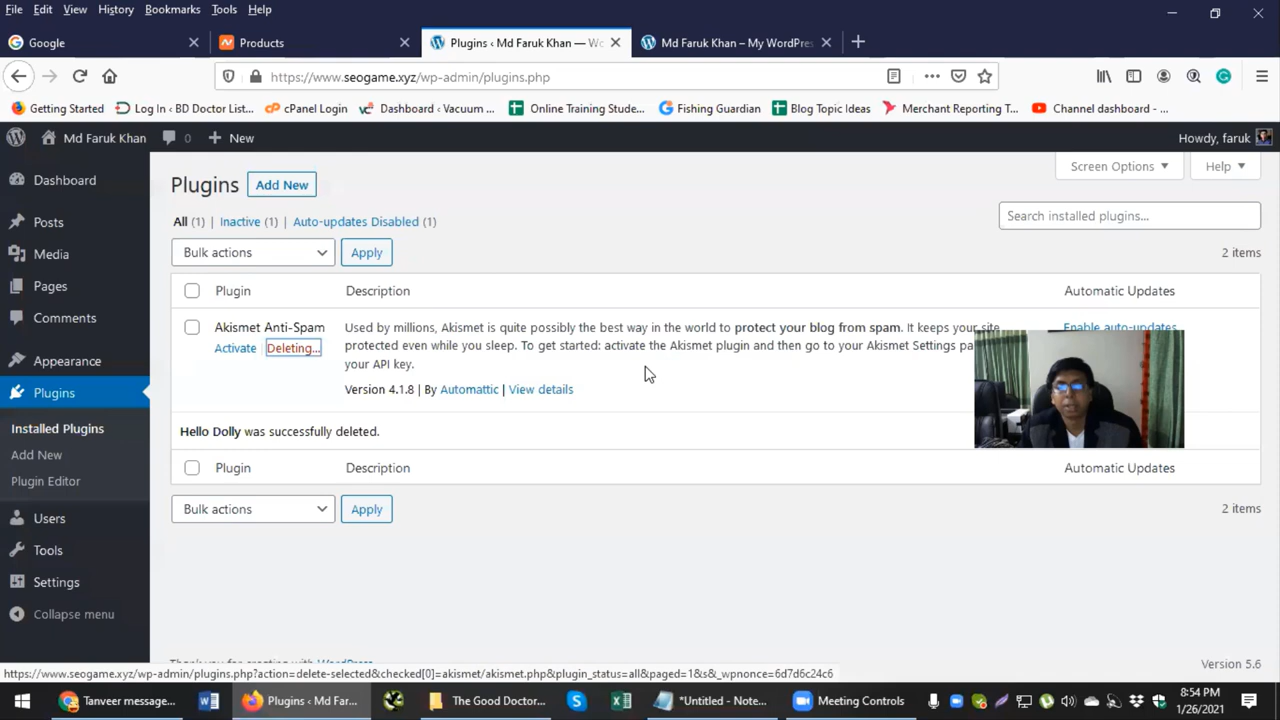 File Edit View History Bookmarks Tools Help
Google
Products
Plugins ‹ Md Faruk Khan — Wo
Md Faruk Khan – My WordPres
https://www.seogame.xyz/wp-admin/plugins.php
Getting Started
Log In ‹ BD Doctor List...
cPanel Login
Dashboard ‹ Vacuum ...
Online Training Stude...
Fishing Guardian
Blog Topic Ideas
Merchant Reporting T...
Channel dashboard - ...
Md Faruk Khan
0
New
Howdy, faruk
Dashboard
Posts
Media
Pages
Comments
Appearance
Plugins
Installed Plugins
Add New
Plugin Editor
Users
Tools
Settings
Collapse menu
Screen Options
Help
Plugins
Add New
All (1) | Inactive (1) | Auto-updates Disabled (1)
Search installed plugins...
Bulk actions
Apply
2 items
Plugin
Description
Automatic Updates
Akismet Anti-Spam
Activate | Deleting...
Used by millions, Akismet is quite possibly the best way in the world to protect your blog from spam. It keeps your site
protected even while you sleep. To get started: activate the Akismet plugin and then go to your Akismet Settings pa
your API key.
Version 4.1.8 | By Automattic | View details
Enable auto-updates
Hello Dolly was successfully deleted.
Plugin
Description
Automatic Updates
Bulk actions
Apply
2 items
Version 5.6
https://www.seogame.xyz/wp-admin/plugins.php?action=delete-selected&checked[0]=akismet/akismet.php&plugin_status=all&paged=1&s&_wpnonce=6d7d6c24c6
Tanveer message...
Plugins ‹ Md Far...
The Good Doctor...
*Untitled - Note...
Meeting Controls
8:54 PM
1/26/2021